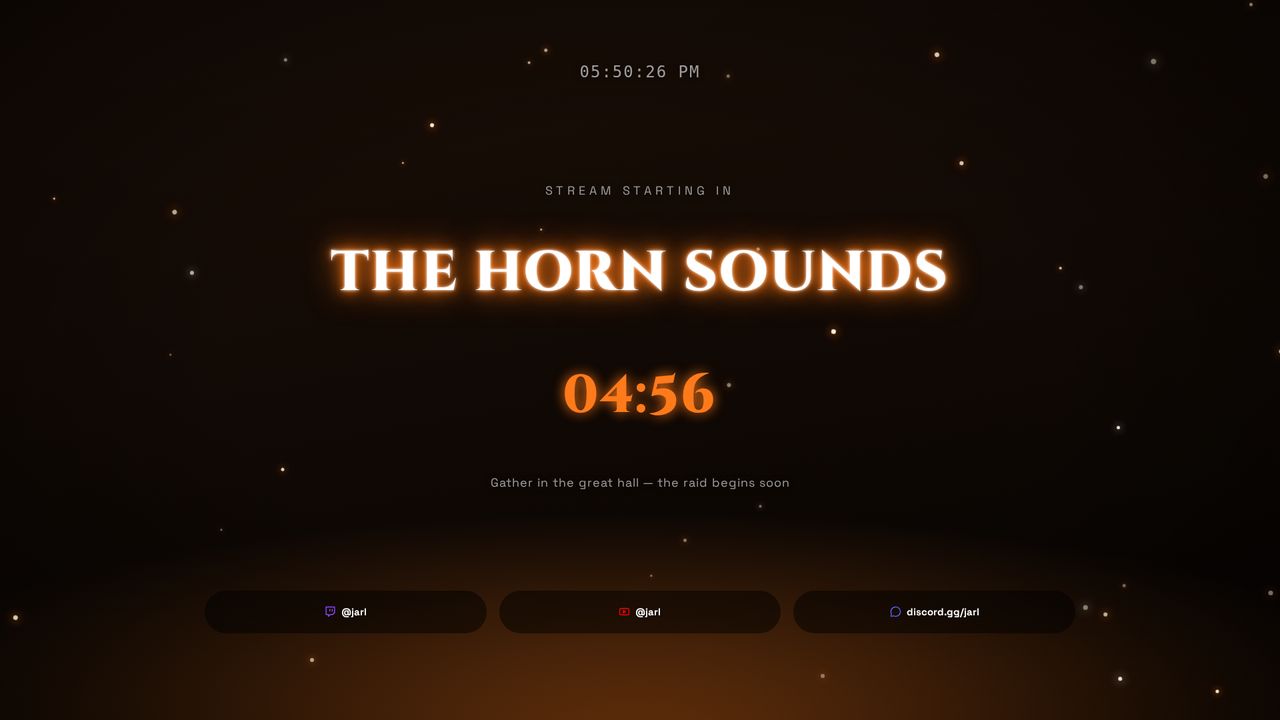 05:50:26 PM
STREAM STARTING IN
THE HORN SOUNDS
04:56
Gather in the great hall — the raid begins soon
@jarl
@jarl
discord.gg/jarl